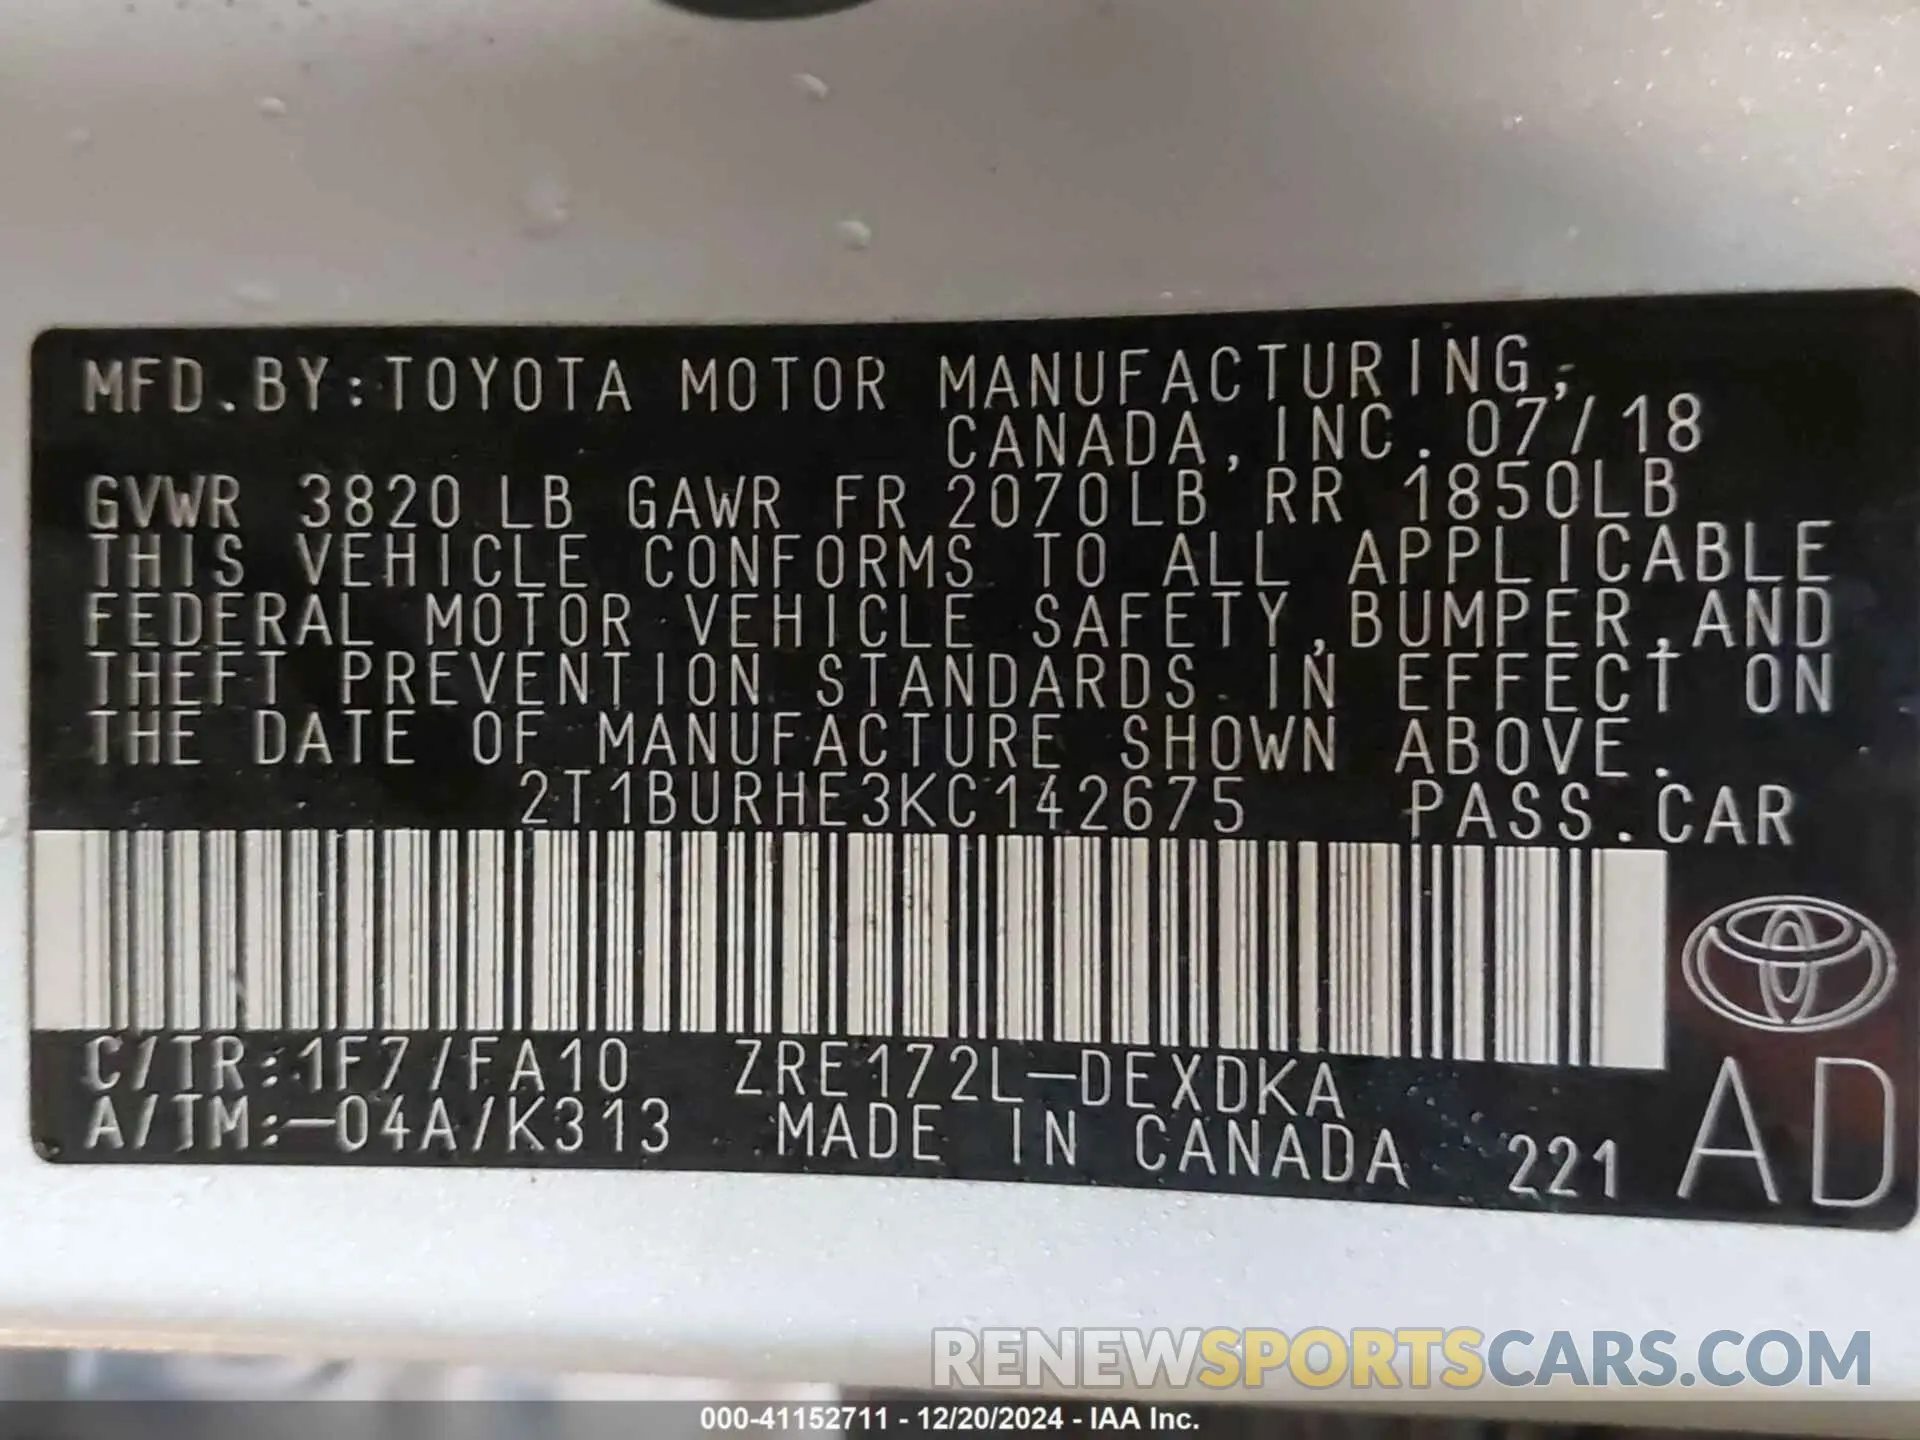 MFD.BY:TOYOTA MOTOR MANUFACTURING,
CANADA,INC. 07/18
GVWR 3820 LB GAWR FR 2070LB RR 1850LB
THIS VEHICLE CONFORMS TO ALL APPLICABLE
FEDERAL MOTOR VEHICLE SAFETY,BUMPER,AND
THEFT PREVENTION STANDARDS IN EFFECT ON
THE DATE OF MANUFACTURE SHOWN ABOVE.
2T1BURHE3KC142675 PASS.CAR
C/TR:1F7/FA10 ZRE172L-DEXDKA
A/TM:-04A/K313 MADE IN CANADA 221 AD
RENEWSPORTSCARS.COM
000-41152711 - 12/20/2024 - IAA Inc.